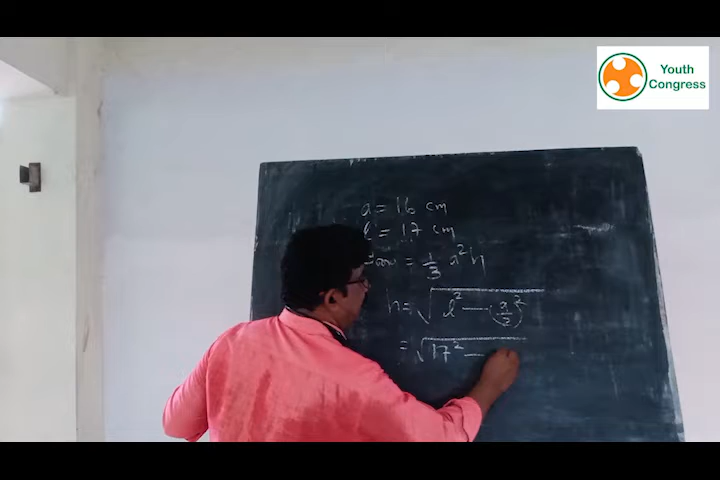 Youth
Congress
a = 16 cm
l = 17 cm
= 1/3 a²h
h = √(l² — (a/2)²)
= √(17² —